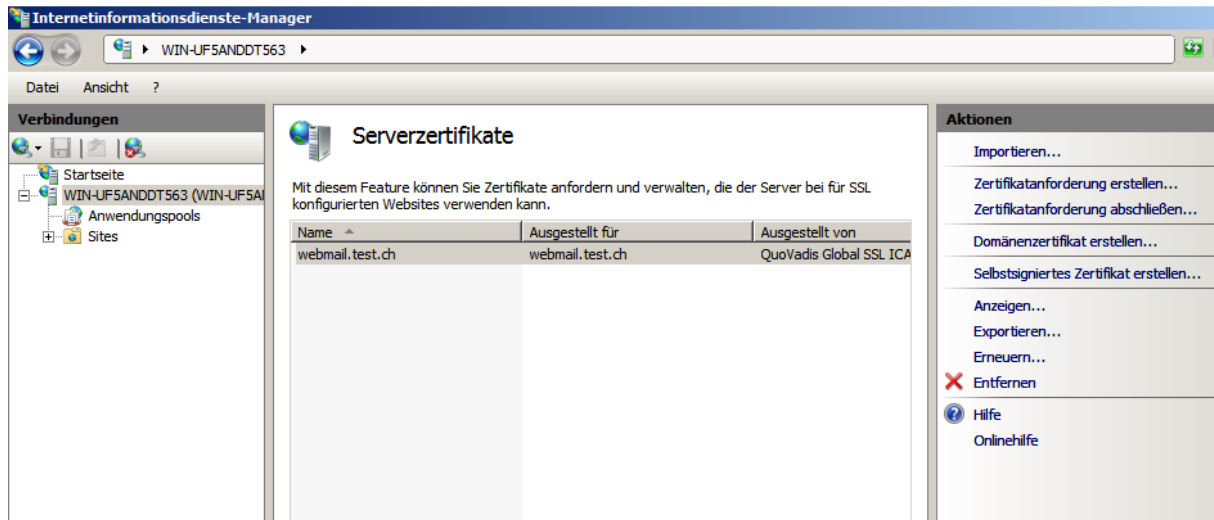 Internetinformationsdienste-Manager
WIN-UF5ANDDT563
Datei Ansicht ?
Verbindungen
Startseite
WIN-UF5ANDDT563 (WIN-UF5AI
Anwendungspools
Sites
Serverzertifikate
Mit diesem Feature können Sie Zertifikate anfordern und verwalten, die der Server bei für SSL
konfigurierten Websites verwenden kann.
Name Ausgestellt für Ausgestellt von
webmail.test.ch webmail.test.ch QuoVadis Global SSL ICA
Aktionen
Importieren...
Zertifikatanforderung erstellen...
Zertifikatanforderung abschließen...
Domänenzertifikat erstellen...
Selbstsigniertes Zertifikat erstellen...
Anzeigen...
Exportieren...
Erneuern...
Entfernen
Hilfe
Onlinehilfe